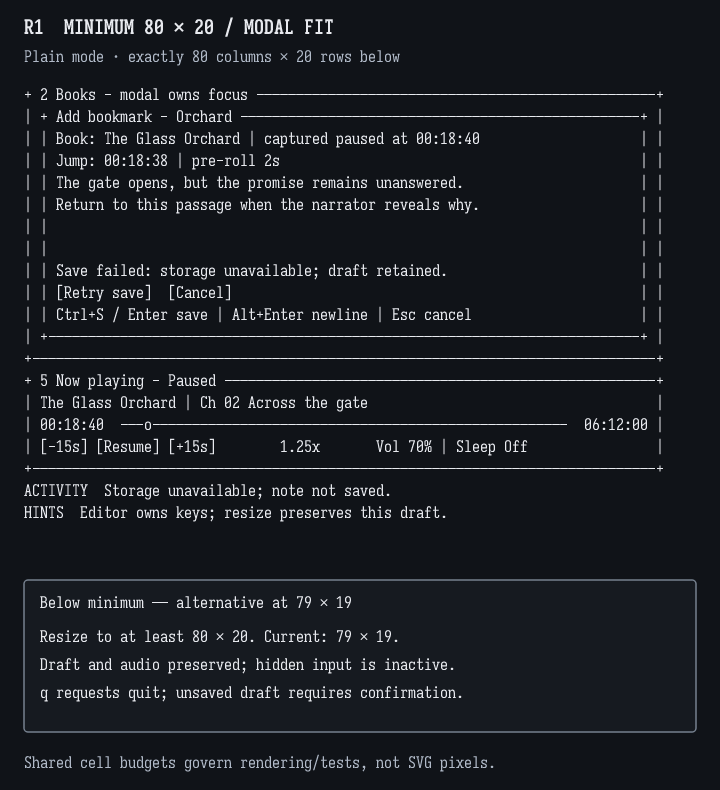 R1  MINIMUM 80 × 20 / MODAL FIT
Plain mode · exactly 80 columns × 20 rows below
+ 2 Books – modal owns focus ─────────────────────────────────────────────────+
| + Add bookmark – Orchard ─────────────────────────────────────────────────+ |
| | Book: The Glass Orchard | captured paused at 00:18:40                    | |
| | Jump: 00:18:38 | pre-roll 2s                                             | |
| | The gate opens, but the promise remains unanswered.                      | |
| | Return to this passage when the narrator reveals why.                    | |
| |                                                                          | |
| |                                                                          | |
| | Save failed: storage unavailable; draft retained.                        | |
| | [Retry save]  [Cancel]                                                   | |
| | Ctrl+S / Enter save | Alt+Enter newline | Esc cancel                     | |
| +──────────────────────────────────────────────────────────────────────────+ |
+──────────────────────────────────────────────────────────────────────────────+
+ 5 Now playing – Paused ──────────────────────────────────────────────────────+
| The Glass Orchard | Ch 02 Across the gate                                    |
| 00:18:40  ───o────────────────────────────────────────────────────  06:12:00 |
| [-15s] [Resume] [+15s]        1.25x       Vol 70% | Sleep Off                |
+──────────────────────────────────────────────────────────────────────────────+
ACTIVITY  Storage unavailable; note not saved.
HINTS  Editor owns keys; resize preserves this draft.
Below minimum — alternative at 79 × 19
Resize to at least 80 × 20. Current: 79 × 19.
Draft and audio preserved; hidden input is inactive.
q requests quit; unsaved draft requires confirmation.
Shared cell budgets govern rendering/tests, not SVG pixels.